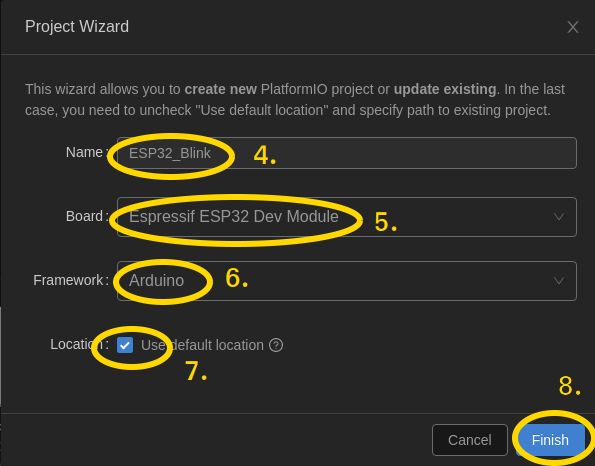 Project Wizard
This wizard allows you to create new PlatformIO project or update existing. In the last
case, you need to uncheck "Use default location" and specify path to existing project.
Name: ESP32_Blink 4.
Board: Espressif ESP32 Dev Module 5.
Framework: Arduino 6.
Location: Use default location
7.
8.
Cancel Finish